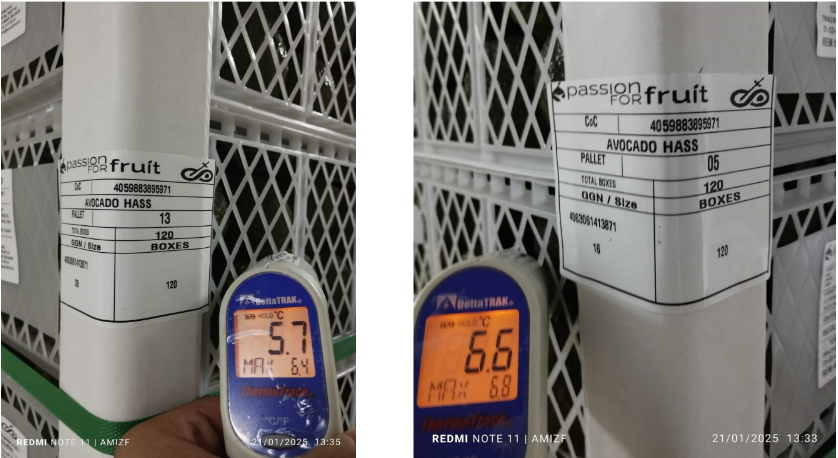 passion
FOR fruit
CoC 4059883895971
AVOCADO HASS
PALLET 13
TOTAL BOXES 120
GGN / Size BOXES
4063061413871
120
DeltaTRAK®
HOLD °C
5.7
MAX 6.4
ThermoTrace
°C/°F
REDMI NOTE 11 | AMIZF 21/01/2025 13:35
passion
FOR fruit
CoC 4059883895971
AVOCADO HASS
PALLET 05
TOTAL BOXES 120
GGN / Size BOXES
4063061413871
16 120
DeltaTRAK®
HOLD °C
6.6
MAX 6.8
ThermoTrace
REDMI NOTE 11 | AMIZF 21/01/2025 13:33